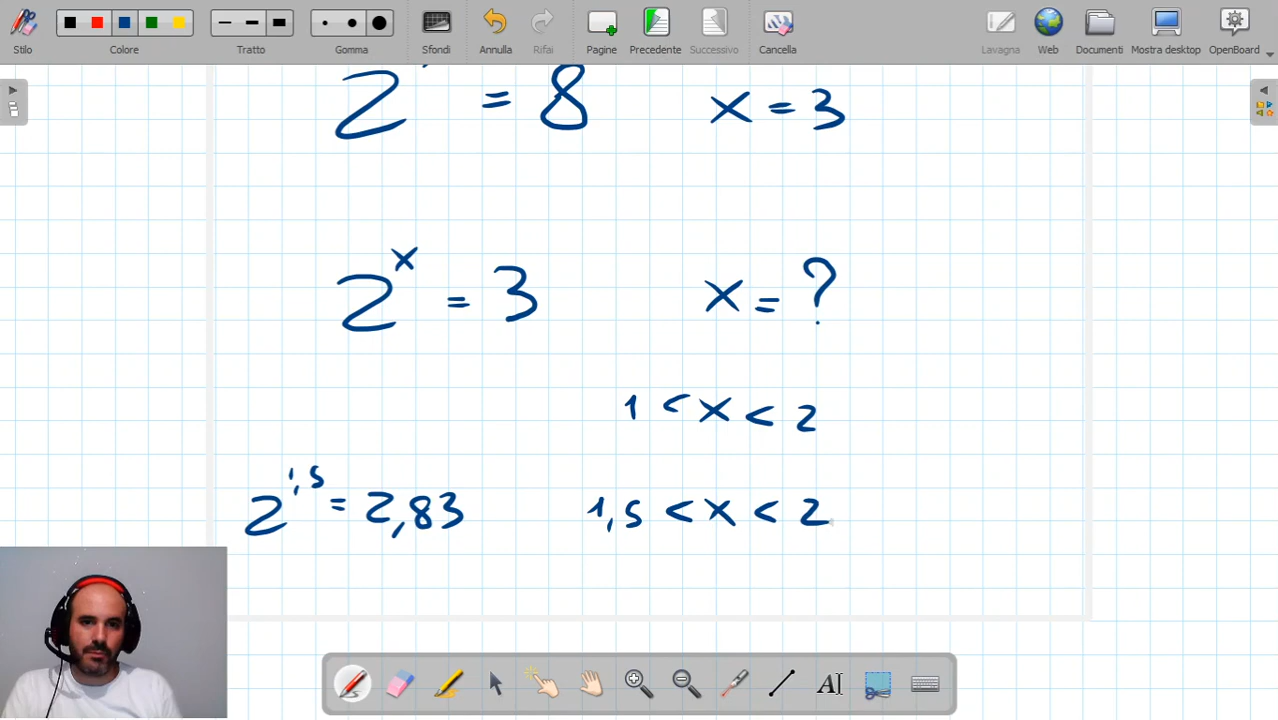 Stilo Colore Tratto Gomma Sfondi Annulla Rifai Pagine Precedente Successivo Cancella Lavagna Web Documenti Mostra desktop OpenBoard
2 = 8 x = 3
2^x = 3 x = ?
1 < x < 2
2^1,5 = 2,83 1,5 < x < 2
AI